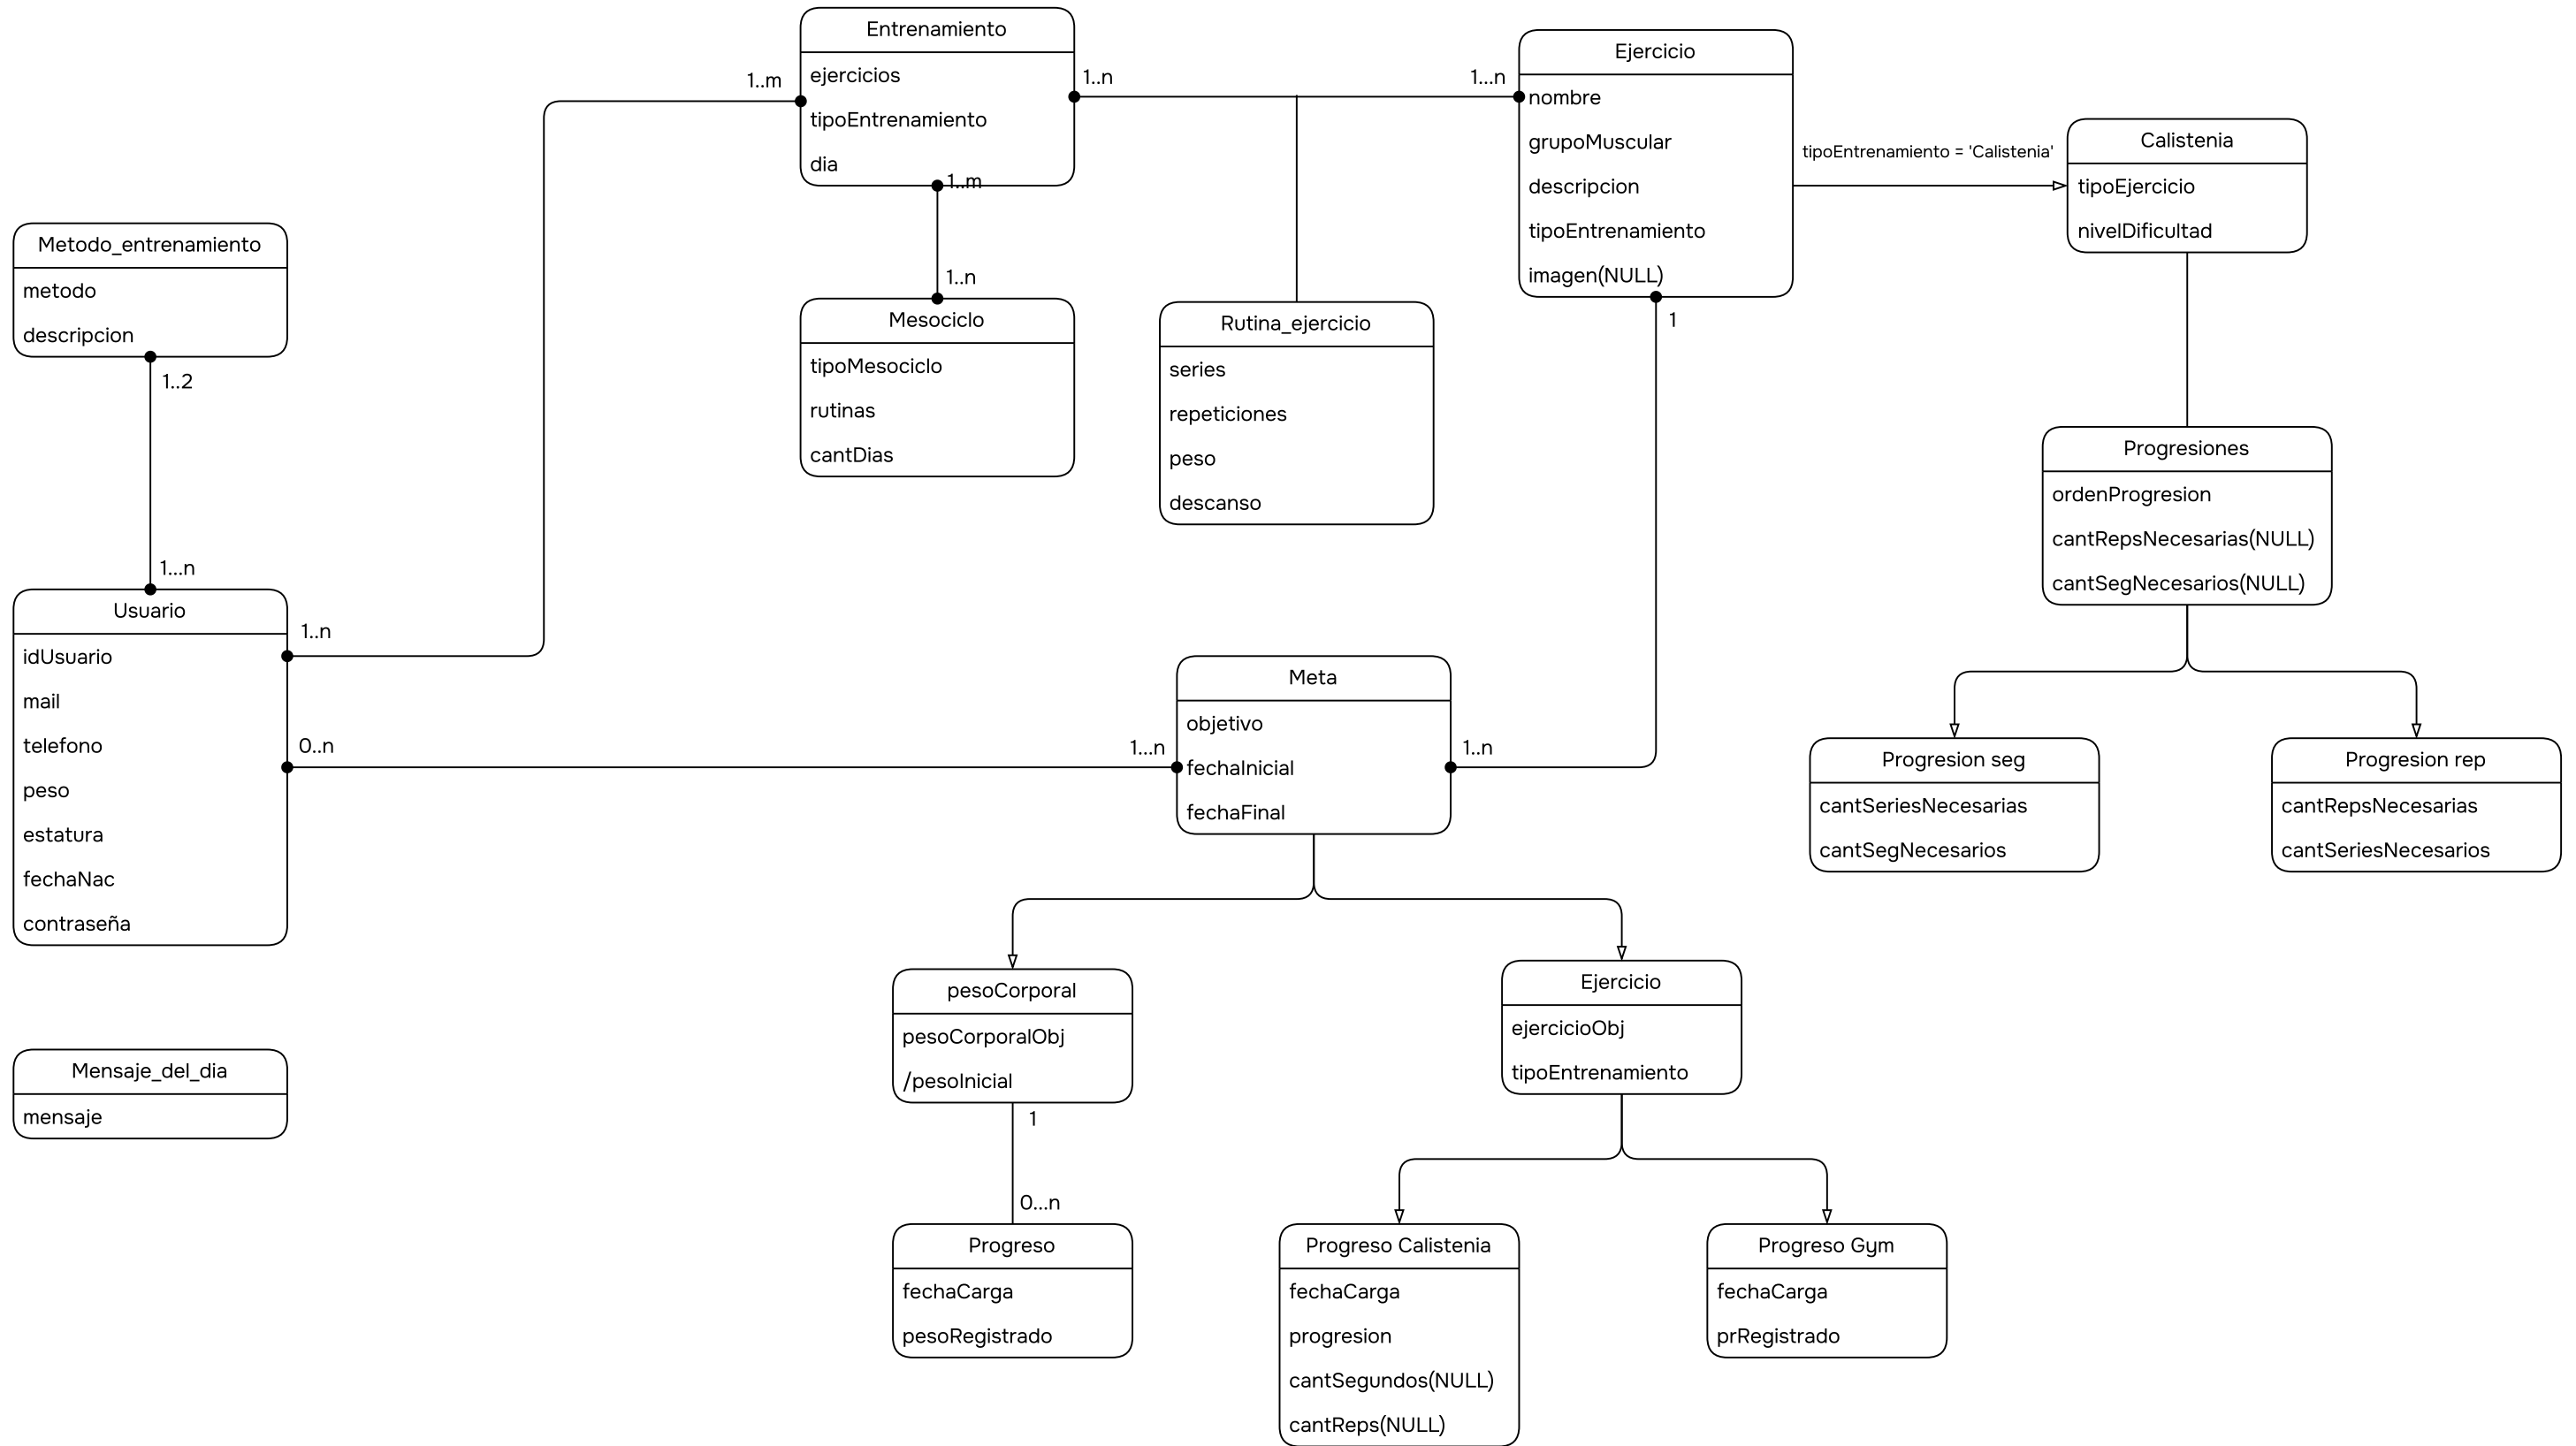 Entrenamiento
ejercicios
tipoEntrenamiento
dia
1..m
1..n
1...n
1..m
Ejercicio
nombre
grupoMuscular
descripcion
tipoEntrenamiento
imagen(NULL)
1
tipoEntrenamiento = 'Calistenia'
Calistenia
tipoEjercicio
nivelDificultad
Metodo_entrenamiento
metodo
descripcion
1..2
1...n
1..n
Mesociclo
tipoMesociclo
rutinas
cantDias
Rutina_ejercicio
series
repeticiones
peso
descanso
Progresiones
ordenProgresion
cantRepsNecesarias(NULL)
cantSegNecesarios(NULL)
Usuario
idUsuario
mail
telefono
peso
estatura
fechaNac
contraseña
1..n
0..n
1...n
Meta
objetivo
fechaInicial
fechaFinal
1..n
Progresion seg
cantSeriesNecesarias
cantSegNecesarios
Progresion rep
cantRepsNecesarias
cantSeriesNecesarios
pesoCorporal
pesoCorporalObj
/pesoInicial
1
0...n
Ejercicio
ejercicioObj
tipoEntrenamiento
Mensaje_del_dia
mensaje
Progreso
fechaCarga
pesoRegistrado
Progreso Calistenia
fechaCarga
progresion
cantSegundos(NULL)
cantReps(NULL)
Progreso Gym
fechaCarga
prRegistrado